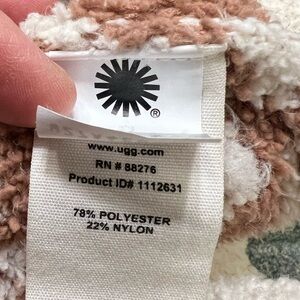 ®
www.ugg.com
RN # 88276
Product ID# 1112631
78% POLYESTER
22% NYLON